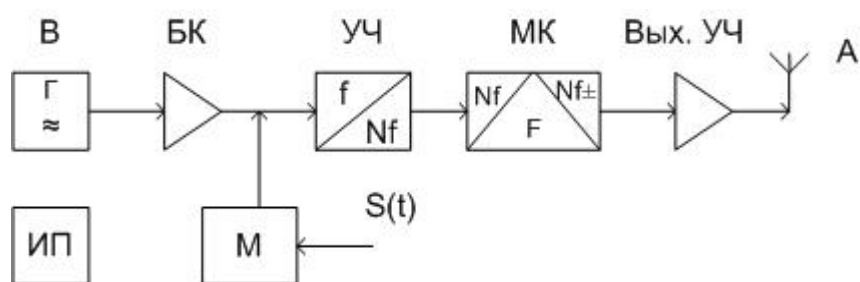 В БК УЧ МК Вых. УЧ А
Г
≈
f
Nf
Nf
F
Nf±
ИП
М
S(t)